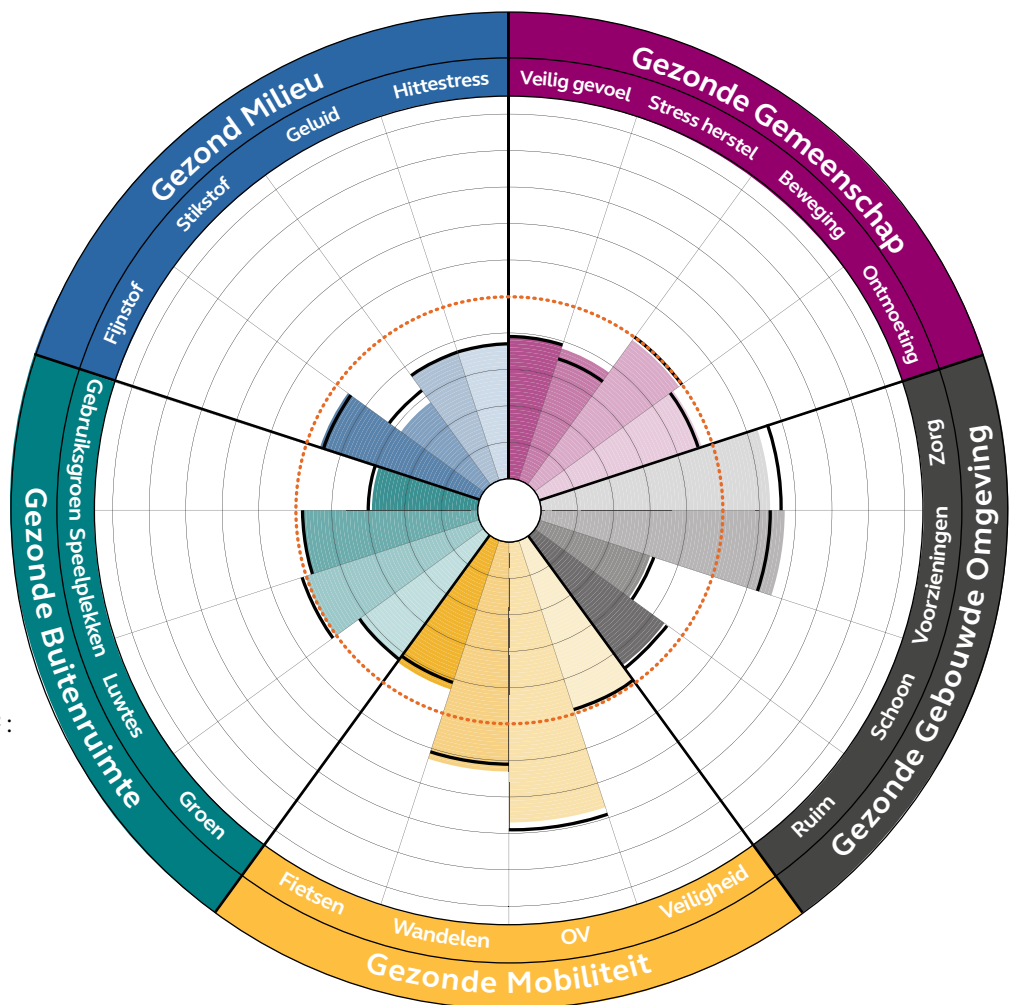 Gezonde Gemeenschap
Veilig gevoel
Stress herstel
Beweging
Ontmoeting
Gezonde Gebouwde Omgeving
Zorg
Voorzieningen
Schoon
Ruim
Gezonde Mobiliteit
Veiligheid
OV
Wandelen
Fietsen
Gezonde Buitenruimte
Groen
Luwtes
Speelplekken
Gebruiksgroen
Gezond Milieu
Fijnstof
Stikstof
Geluid
Hittestress
: